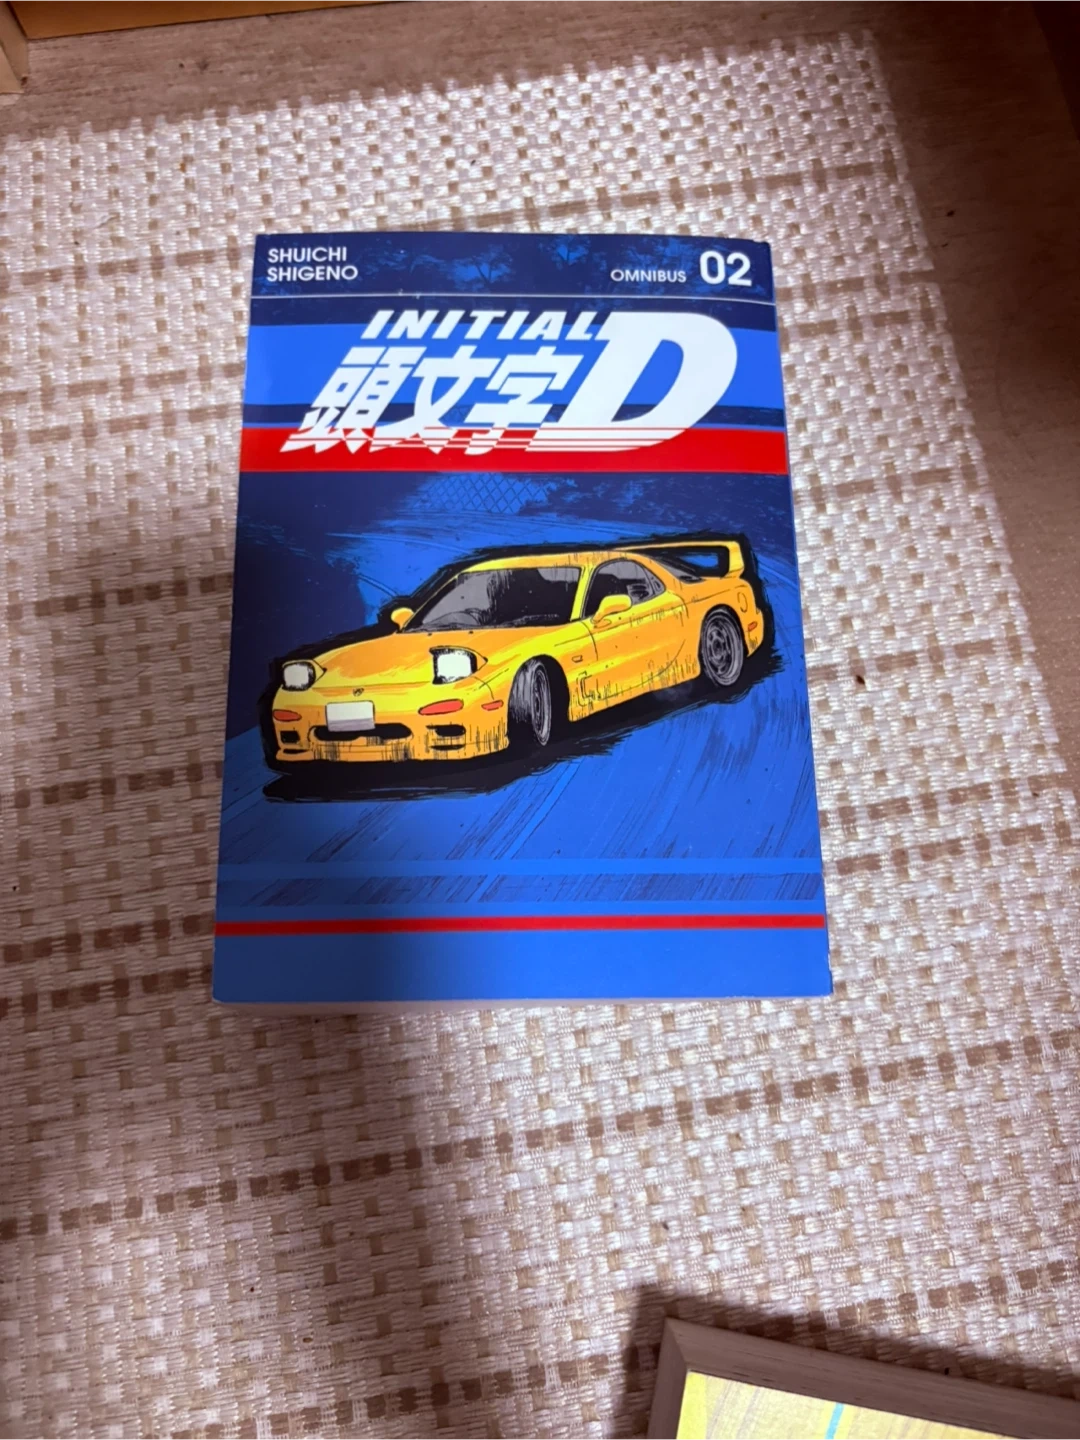 SHUICHI
SHIGENO
OMNIBUS 02
INITIAL
頭文字D